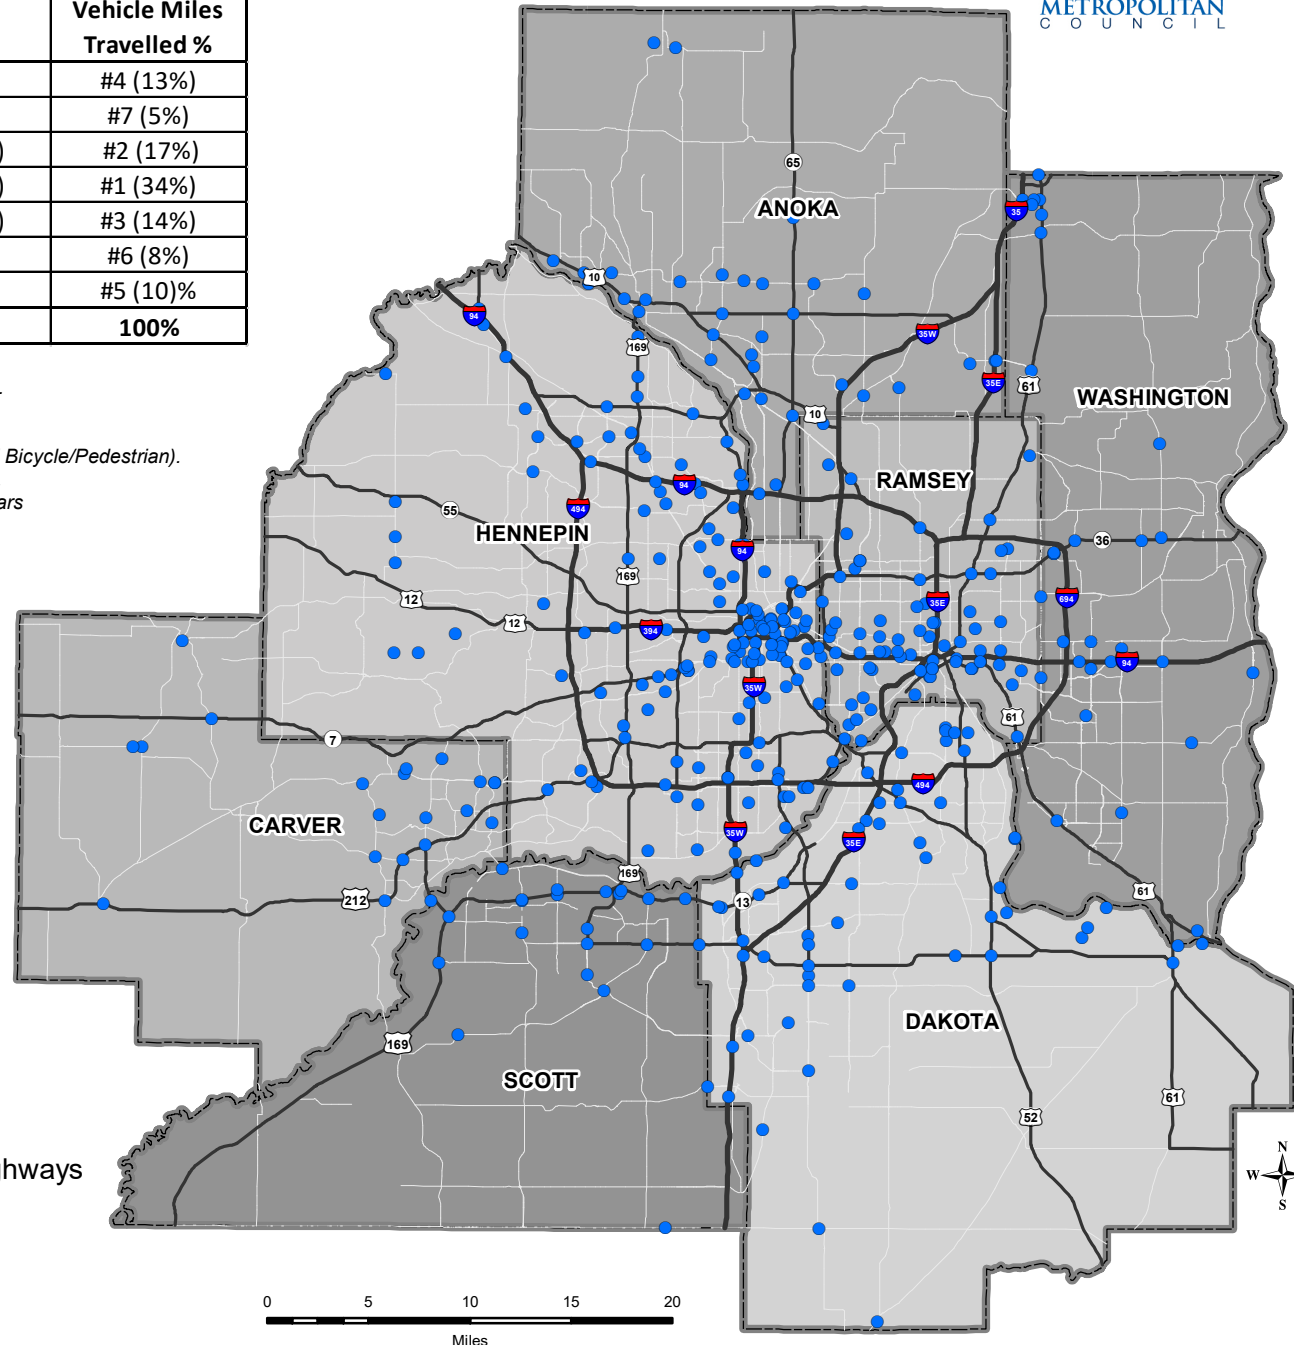 Vehicle Miles
Travelled %
#4 (13%)
#7 (5%)
) #2 (17%)
) #1 (34%)
) #3 (14%)
#6 (8%)
#5 (10)%
100%
Bicycle/Pedestrian).
ars
METROPOLITAN
COUNCIL
65
ANOKA
35
10
94
169
35W
35E
61
WASHINGTON
10
RAMSEY
94
494
55
HENNEPIN
94
36
169
12
35E
694
12
394
94
35W
61
7
494
CARVER
35W
35E
169
61
212
13
DAKOTA
169
SCOTT
61
52
hways
N
W
S
0 5 10 15 20
Miles